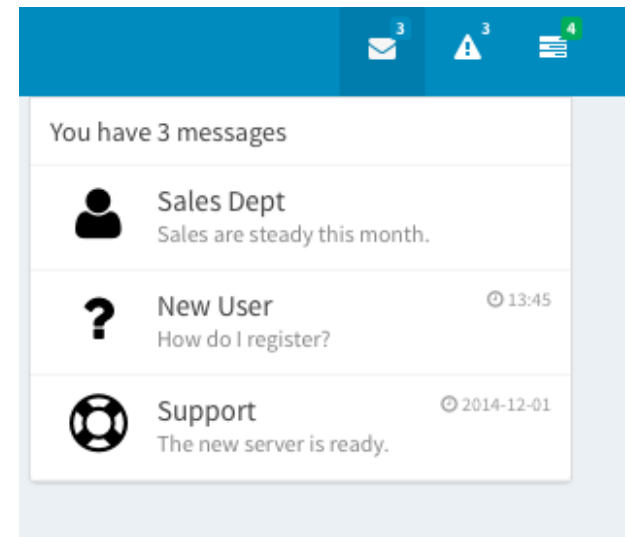 3 3 4
You have 3 messages
Sales Dept
Sales are steady this month.
New User 13:45
How do I register?
Support 2014-12-01
The new server is ready.